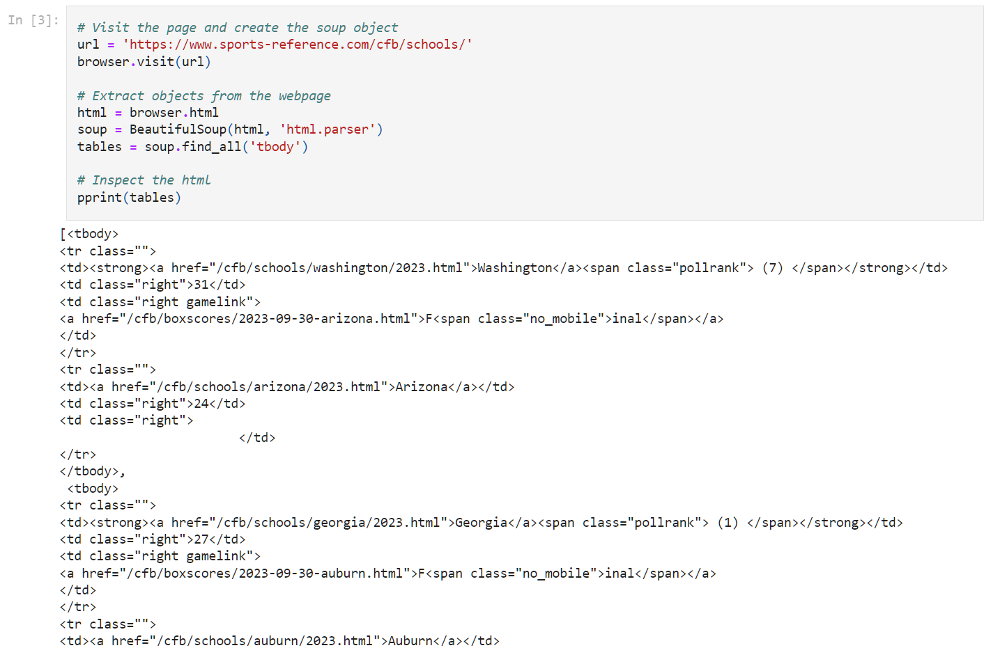 In [3]:
# Visit the page and create the soup object
url = 'https://www.sports-reference.com/cfb/schools/'
browser.visit(url)
# Extract objects from the webpage
html = browser.html
soup = BeautifulSoup(html, 'html.parser')
tables = soup.find_all('tbody')
# Inspect the html
pprint(tables)
[<tbody>
<tr class="">
<td><strong><a href="/cfb/schools/washington/2023.html">Washington</a><span class="pollrank"> (7) </span></strong></td>
<td class="right">31</td>
<td class="right gamelink">
<a href="/cfb/boxscores/2023-09-30-arizona.html">F<span class="no_mobile">inal</span></a>
</td>
</tr>
<tr class="">
<td><a href="/cfb/schools/arizona/2023.html">Arizona</a></td>
<td class="right">24</td>
<td class="right">
</td>
</tr>
</tbody>,
<tbody>
<tr class="">
<td><strong><a href="/cfb/schools/georgia/2023.html">Georgia</a><span class="pollrank"> (1) </span></strong></td>
<td class="right">27</td>
<td class="right gamelink">
<a href="/cfb/boxscores/2023-09-30-auburn.html">F<span class="no_mobile">inal</span></a>
</td>
</tr>
<tr class="">
<td><a href="/cfb/schools/auburn/2023.html">Auburn</a></td>